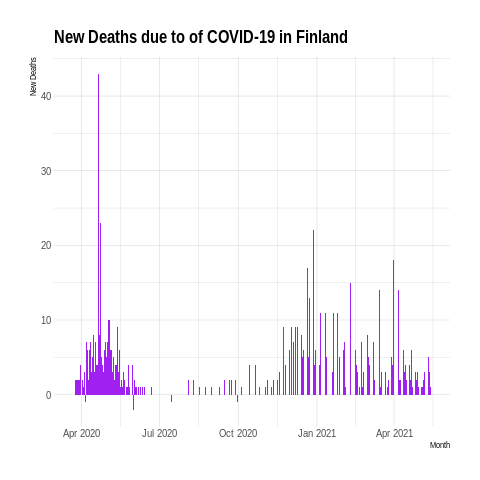 New Deaths due to of COVID-19 in Finland
New Deaths
40
30
20
10
0
Apr 2020 Jul 2020 Oct 2020 Jan 2021 Apr 2021
Month